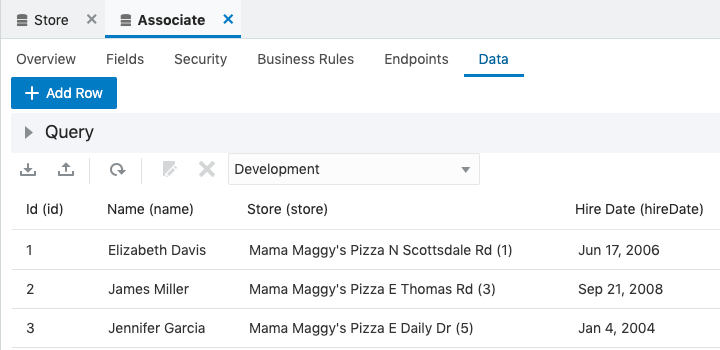 Store Associate
Overview Fields Security Business Rules Endpoints Data
Add Row
Query
Development
Id (id) Name (name) Store (store) Hire Date (hireDate)
1 Elizabeth Davis Mama Maggy's Pizza N Scottsdale Rd (1) Jun 17, 2006
2 James Miller Mama Maggy's Pizza E Thomas Rd (3) Sep 21, 2008
3 Jennifer Garcia Mama Maggy's Pizza E Daily Dr (5) Jan 4, 2004